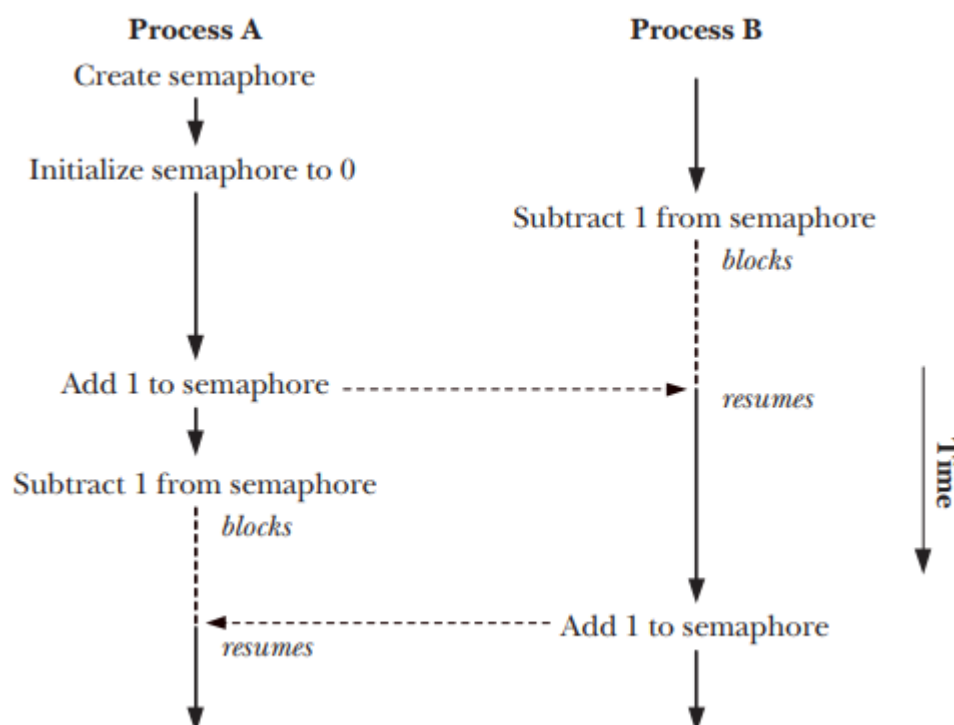 Process A
Process B
Create semaphore
Initialize semaphore to 0
Subtract 1 from semaphore
blocks
Add 1 to semaphore
resumes
Subtract 1 from semaphore
blocks
Time
Add 1 to semaphore
resumes